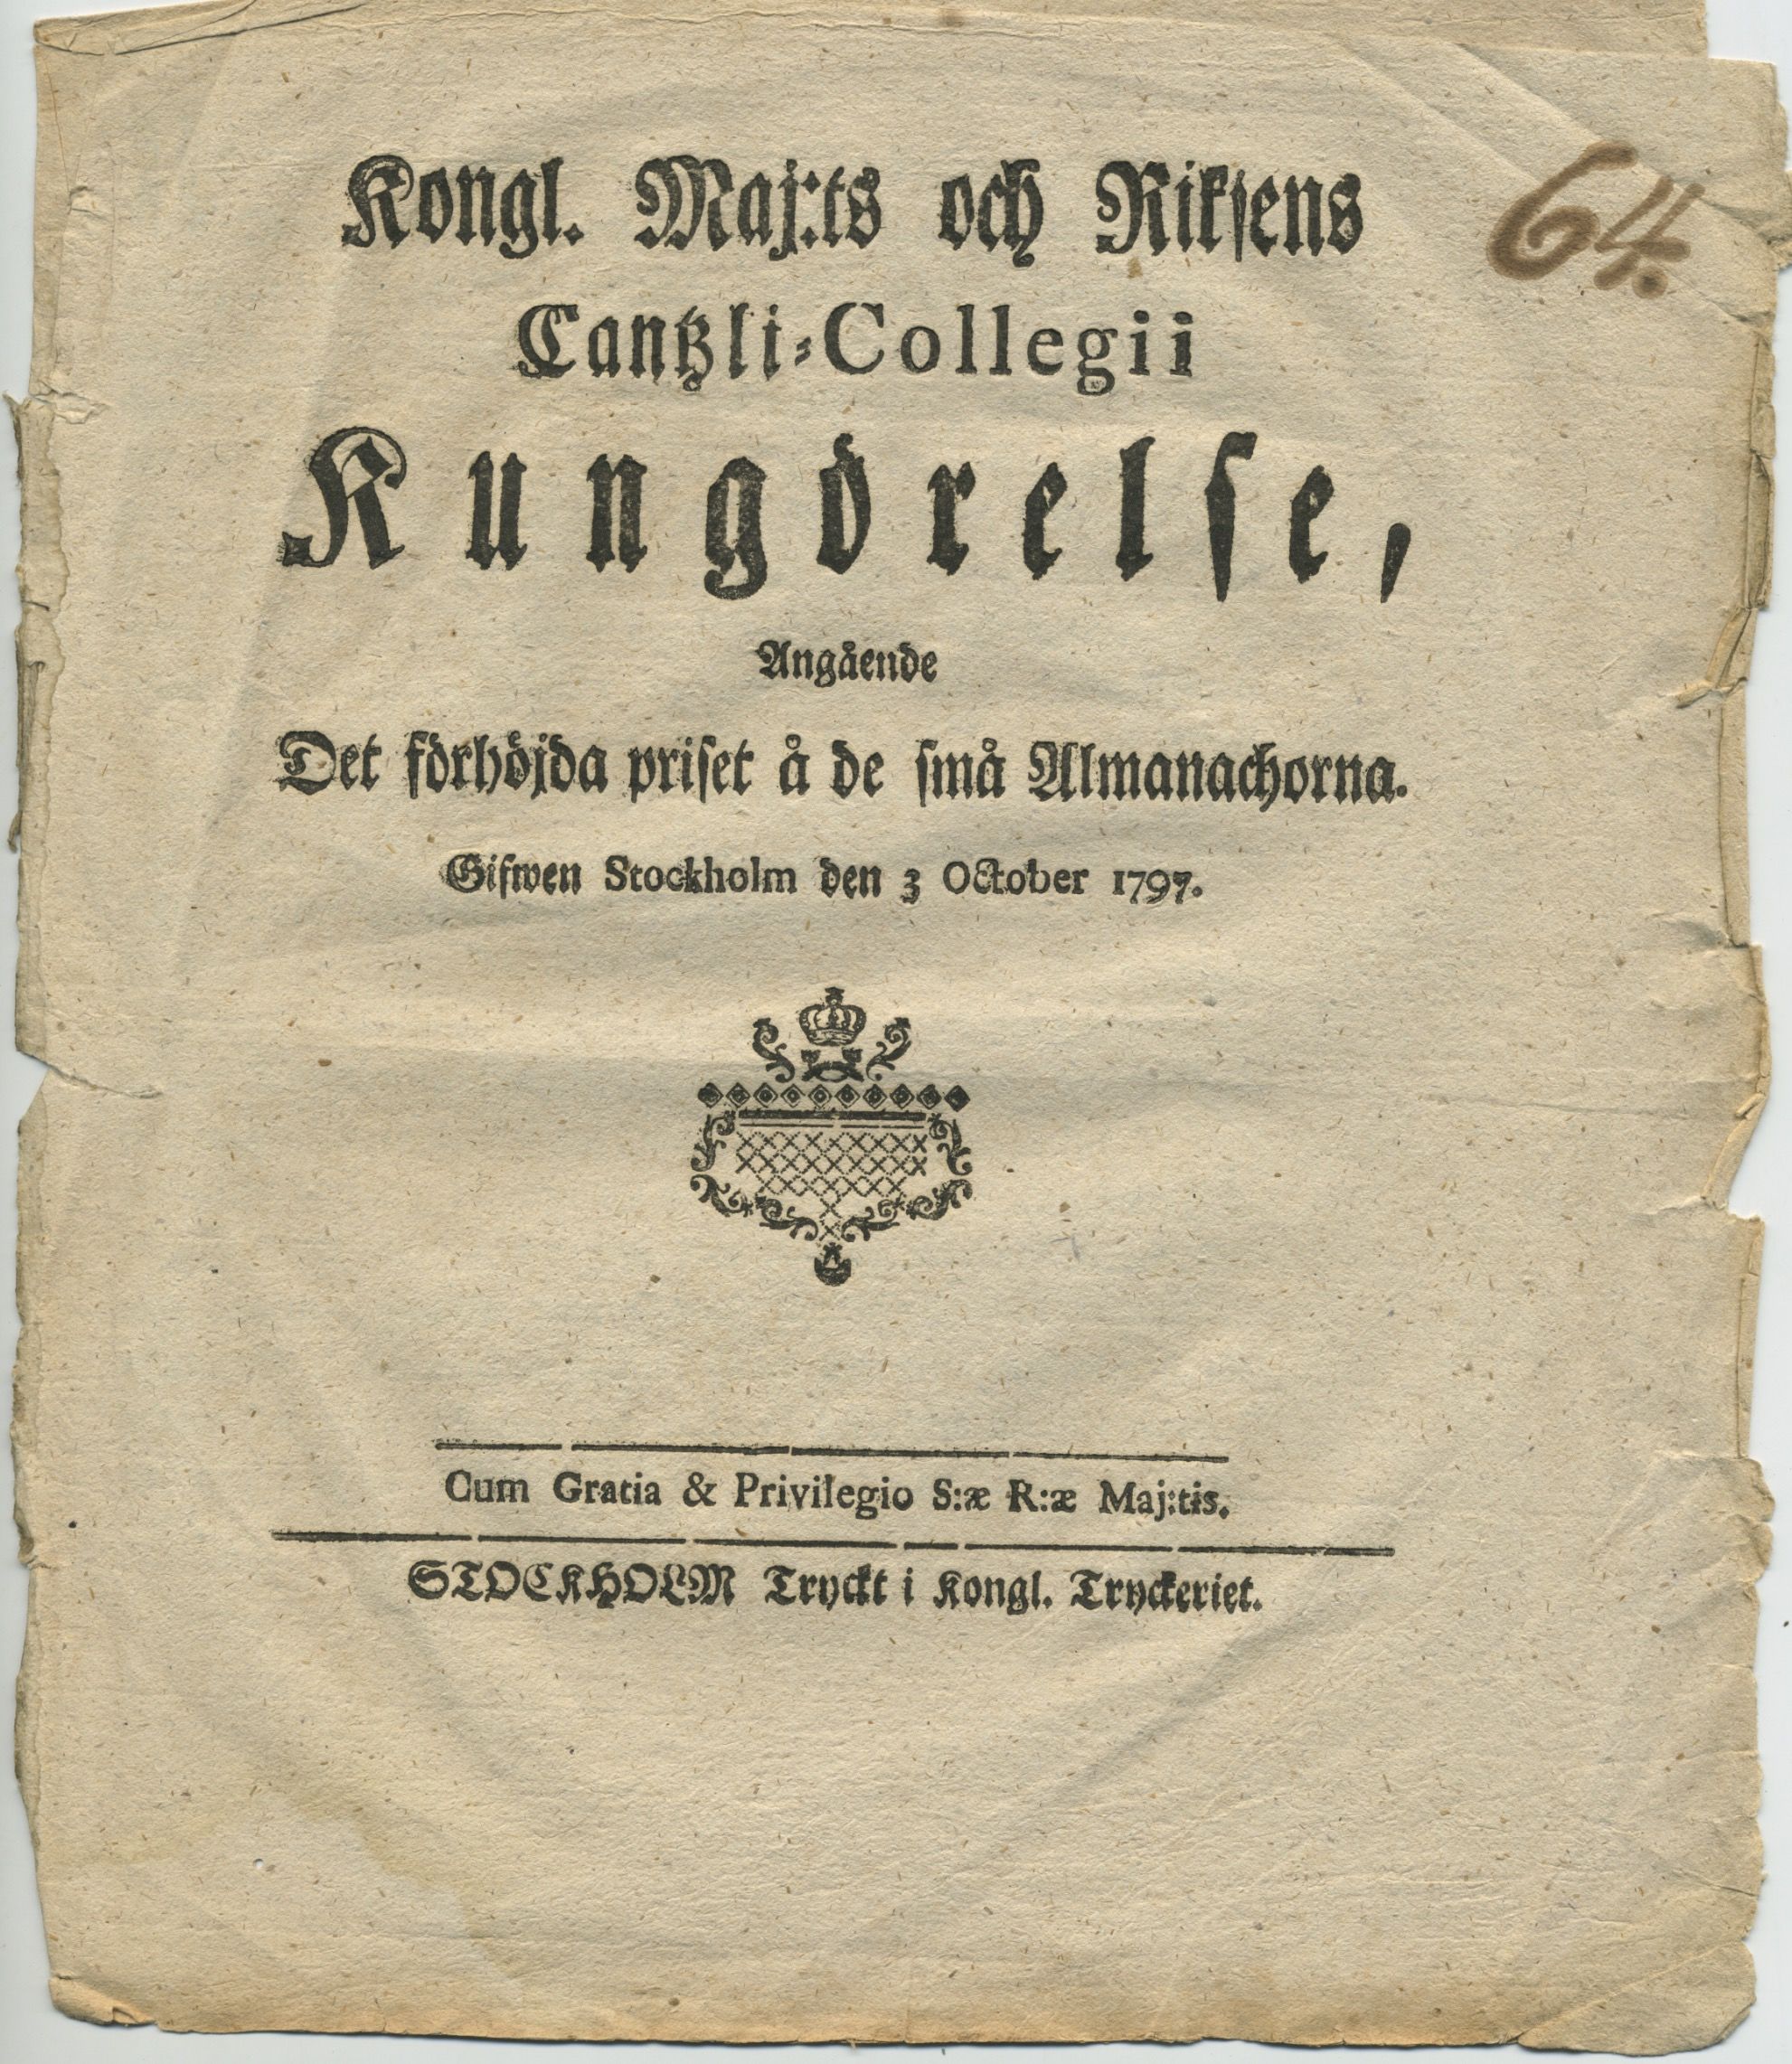 Kongl. Maj:ts och Riksens
64.
Cantzli-Collegii
Kungörelse,
Angående
Det förhöjda priset å de små Almanachorna.
Gifwen Stockholm den 3 October 1797.
Cum Gratia & Privilegio S:æ R:æ Maj:tis.
STOCKHOLM Tryckt i Kongl. Tryckeriet.